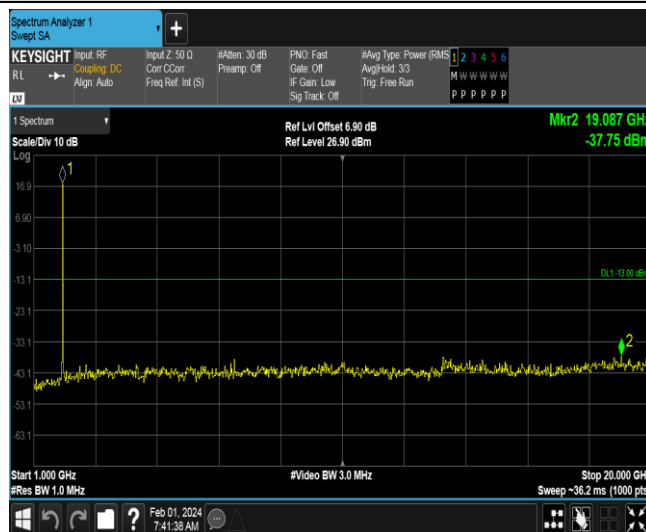 Spectrum Analyzer 1
Swept SA
KEYSIGHT Input: RF Input Z: 50 Ω #Atten: 30 dB PNO: Fast #Avg Type: Power (RMS 1 2 3 4 5 6
RL Coupling: DC Corr CCorr Preamp: Off Gate: Off Avg|Hold: 3/3 M W W W W W
Align: Auto Freq Ref: Int (S) IF Gain: Low Trig: Free Run
Sig Track: Off P P P P P P
LXI
1 Spectrum Ref Lvl Offset 6.90 dB Mkr2 19.087 GHz
Scale/Div 10 dB Ref Level 26.90 dBm -37.75 dBm
Log
1
16.9
6.90
-3.10
-13.1 DL1 -13.00 dBm
-23.1
-33.1 2
-43.1
-53.1
-63.1
Start 1.000 GHz #Video BW 3.0 MHz Stop 20.000 GHz
#Res BW 1.0 MHz Sweep ~36.2 ms (1000 pts
? Feb 01, 2024
7:41:38 AM